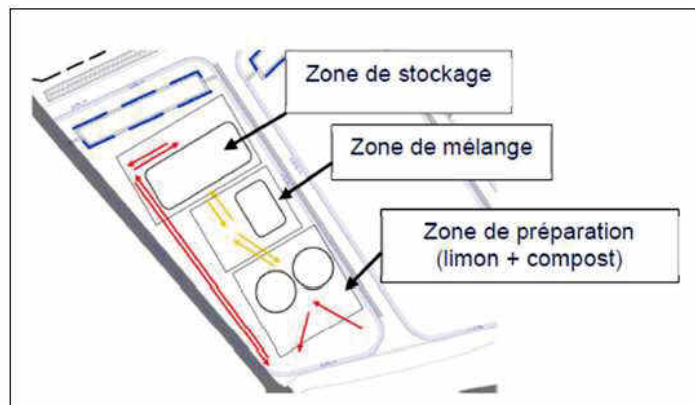 Zone de stockage
Zone de mélange
Zone de préparation
(limon + compost)